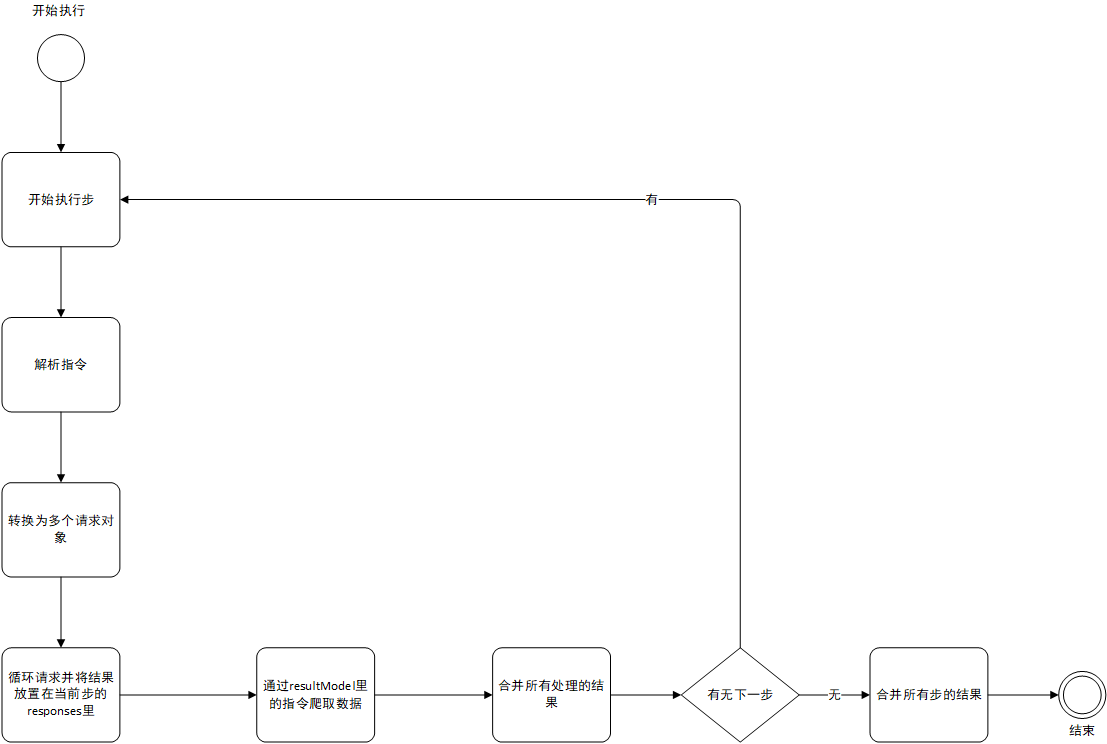 开始执行
开始执行步
有
解析指令
转换为多个请求对
象
循环请求并将结果
放置在当前步的
responses里
通过resultModel里
的指令爬取数据
合并所有处理的结
果
有无下一步
无
合并所有步的结果
结束